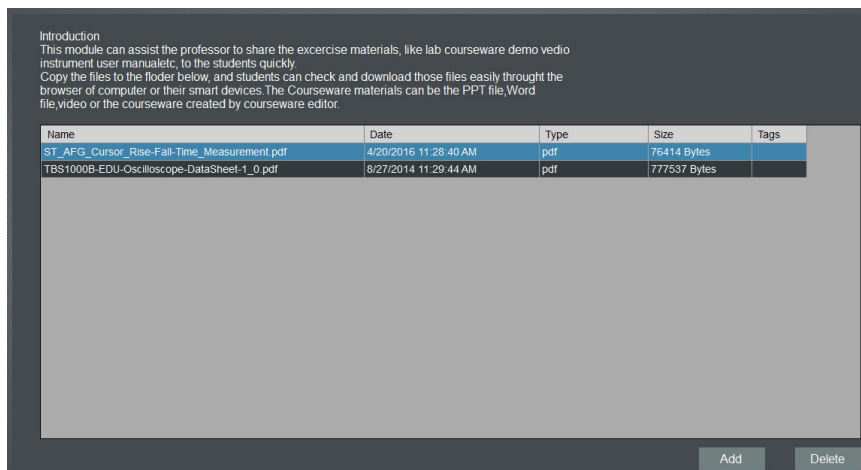 Introduction
This module can assist the professor to share the excercise materials, like lab courseware demo vedio
instrument user manualetc, to the students quickly.
Copy the files to the floder below, and students can check and download those files easily throught the
browser of computer or their smart devices.The Courseware materials can be the PPT file,Word
file,video or the courseware created by courseware editor.
Name Date Type Size Tags
ST_AFG_Cursor_Rise-Fall-Time_Measurement.pdf 4/20/2016 11:28:40 AM pdf 76414 Bytes
TBS1000B-EDU-Oscilloscope-DataSheet-1_0.pdf 8/27/2014 11:29:44 AM pdf 777537 Bytes
Add Delete